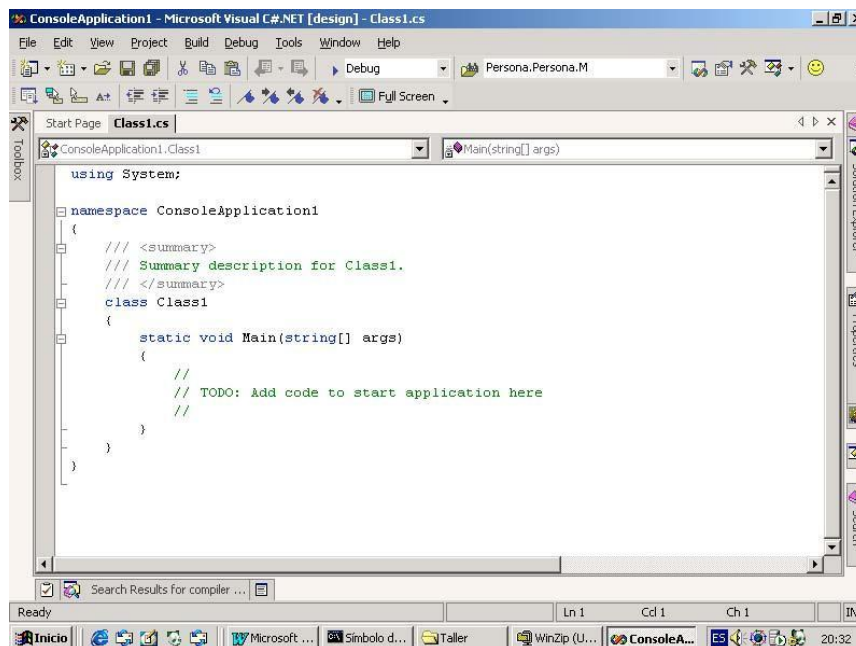 ConsoleApplication1 - Microsoft Visual C#.NET [design] - Class1.cs
File Edit View Project Build Debug Tools Window Help
Debug Persona.Persona.M
Full Screen
Start Page Class1.cs
Toolbox
ConsoleApplication1.Class1 Main(string[] args)
using System;
namespace ConsoleApplication1
{
/// <summary>
/// Summary description for Class1.
/// </summary>
class Class1
{
static void Main(string[] args)
{
//
// TODO: Add code to start application here
//
}
}
}
Search Results for compiler ...
Ready Ln 1 Col 1 Ch 1
Inicio Microsoft ... Símbolo d... Taller WinZip (U... ConsoleA... ES 20:32